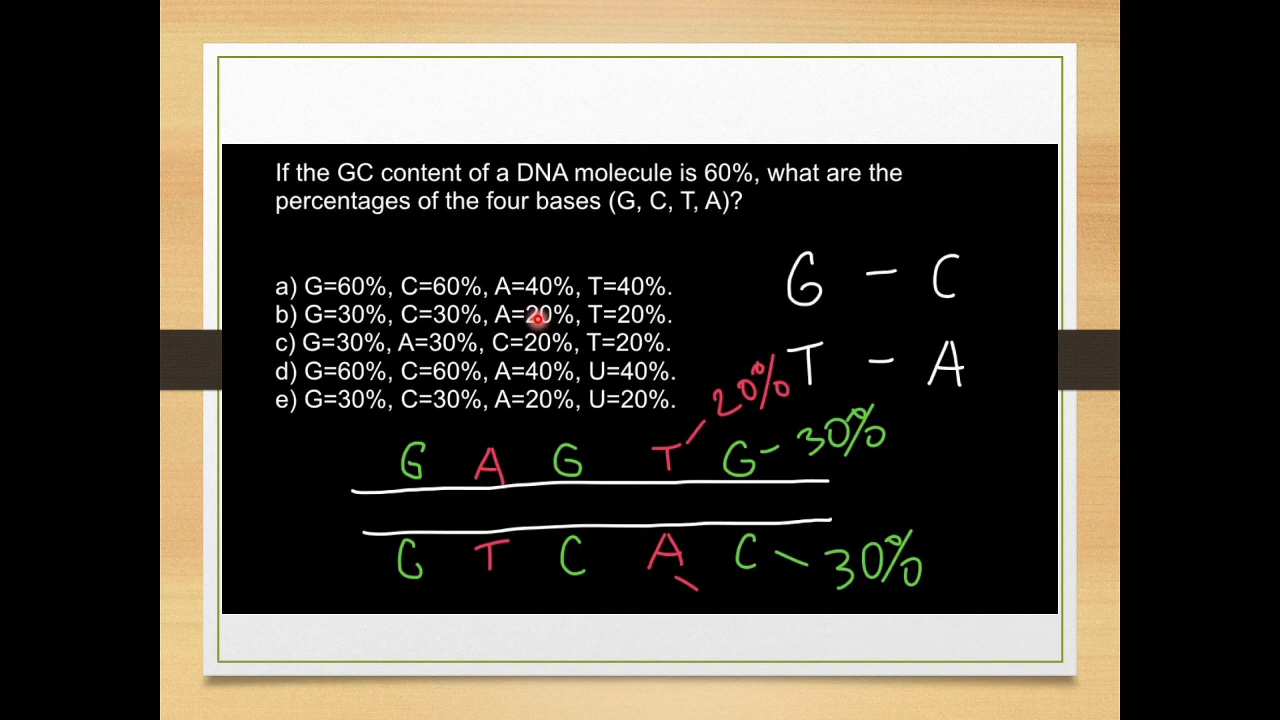 If the GC content of a DNA molecule is 60%, what are the
percentages of the four bases (G, C, T, A)?
a) G=60%, C=60%, A=40%, T=40%.
b) G=30%, C=30%, A=20%, T=20%.
c) G=30%, A=30%, C=20%, T=20%.
d) G=60%, C=60%, A=40%, U=40%.
e) G=30%, C=30%, A=20%, U=20%.
G - C
T - A
20%
G A G T G - 30%
C T C A C - 30%